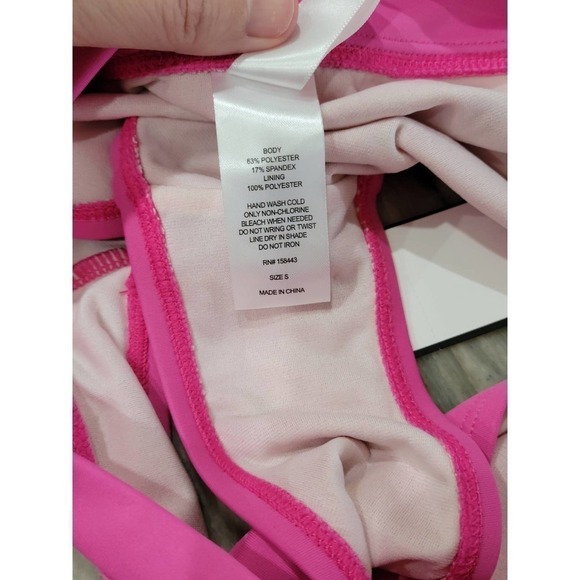 BODY
83% POLYESTER
17% SPANDEX
LINING
100% POLYESTER
HAND WASH COLD
ONLY NON-CHLORINE
BLEACH WHEN NEEDED
DO NOT WRING OR TWIST
LINE DRY IN SHADE
DO NOT IRON
RN# 158443
SIZE S
MADE IN CHINA